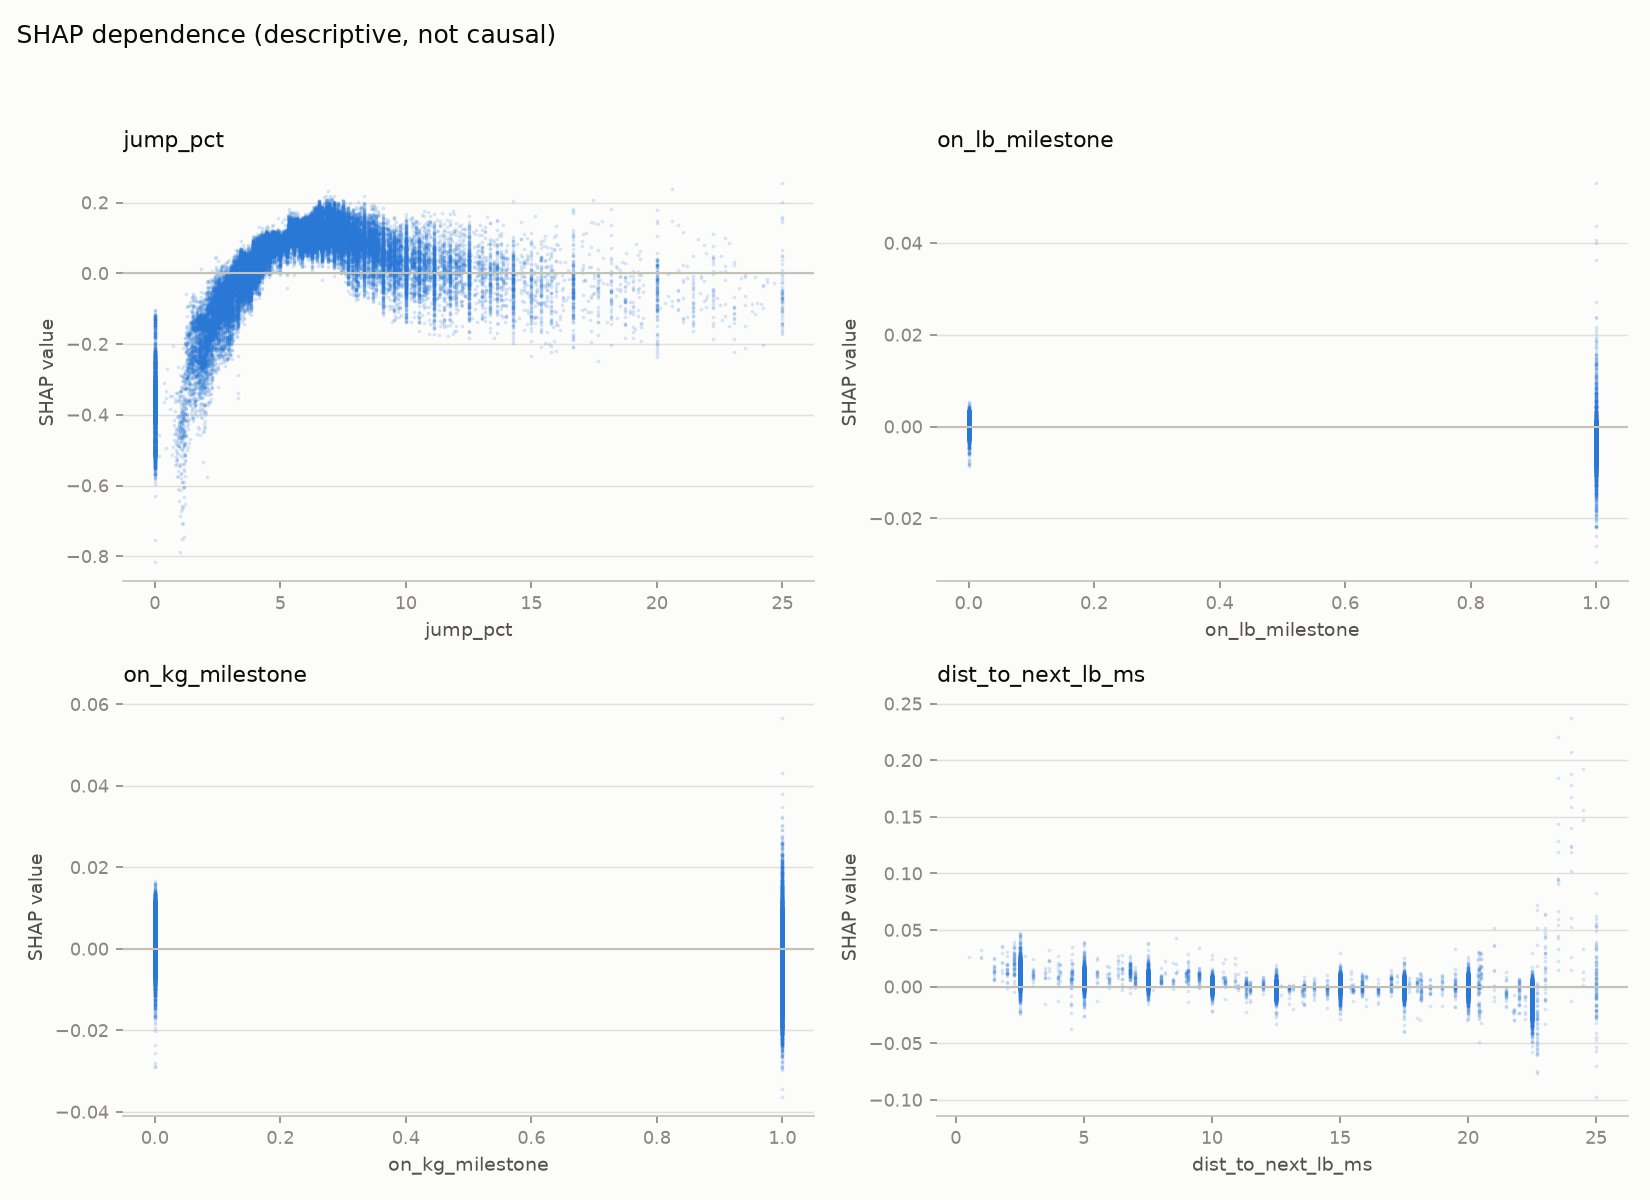 SHAP dependence (descriptive, not causal)
jump_pct
0.2
0.0
−0.2
−0.4
−0.6
−0.8
SHAP value
0 5 10 15 20 25
jump_pct
on_lb_milestone
0.04
0.02
0.00
−0.02
SHAP value
0.0 0.2 0.4 0.6 0.8 1.0
on_lb_milestone
on_kg_milestone
0.06
0.04
0.02
0.00
−0.02
−0.04
SHAP value
0.0 0.2 0.4 0.6 0.8 1.0
on_kg_milestone
dist_to_next_lb_ms
0.25
0.20
0.15
0.10
0.05
0.00
−0.05
−0.10
SHAP value
0 5 10 15 20 25
dist_to_next_lb_ms